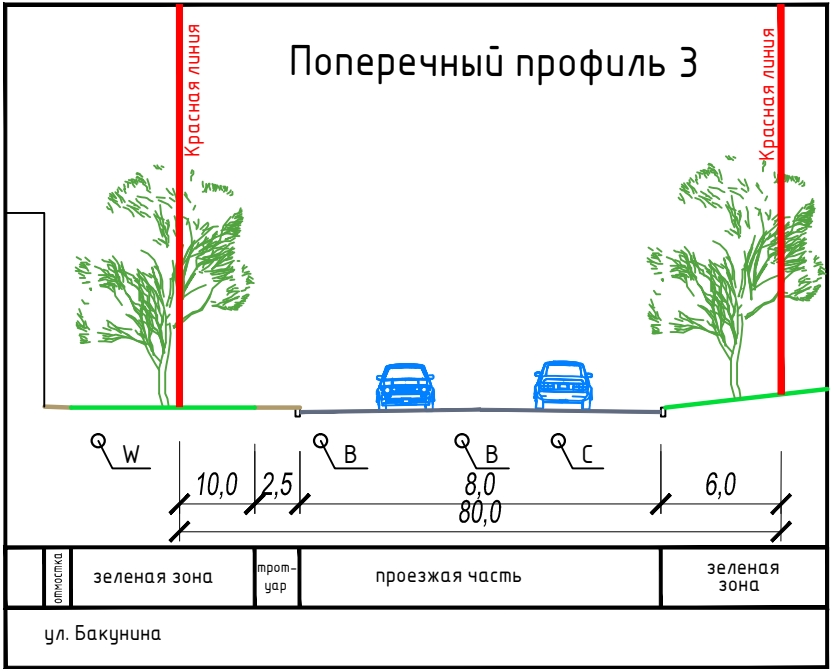 Поперечный профиль 3
Красная линия
Красная линия
W
В
В
С
10,0
2,5
8,0
6,0
80,0
отмостка
зеленая зона
трот-
уар
проезжая часть
зеленая
зона
ул. Бакунина